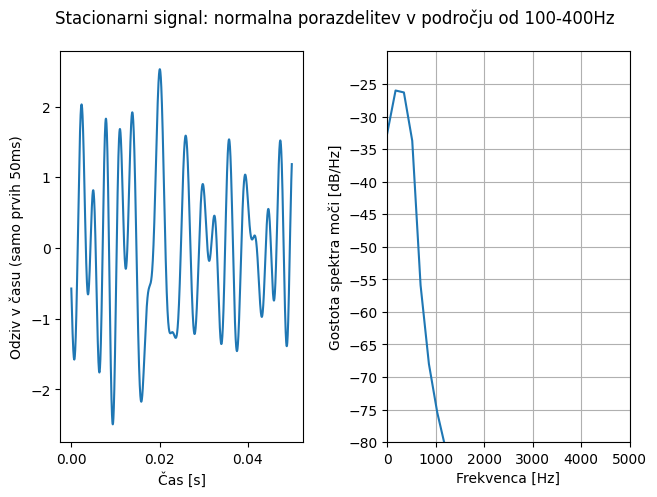 Stacionarni signal: normalna porazdelitev v področju od 100-400Hz
Odziv v času (samo prvih 50ms)
2
1
0
−1
−2
0.00 0.02 0.04
Čas [s]
Gostota spektra moči [dB/Hz]
−25
−30
−35
−40
−45
−50
−55
−60
−65
−70
−75
−80
0 1000 2000 3000 4000 5000
Frekvenca [Hz]